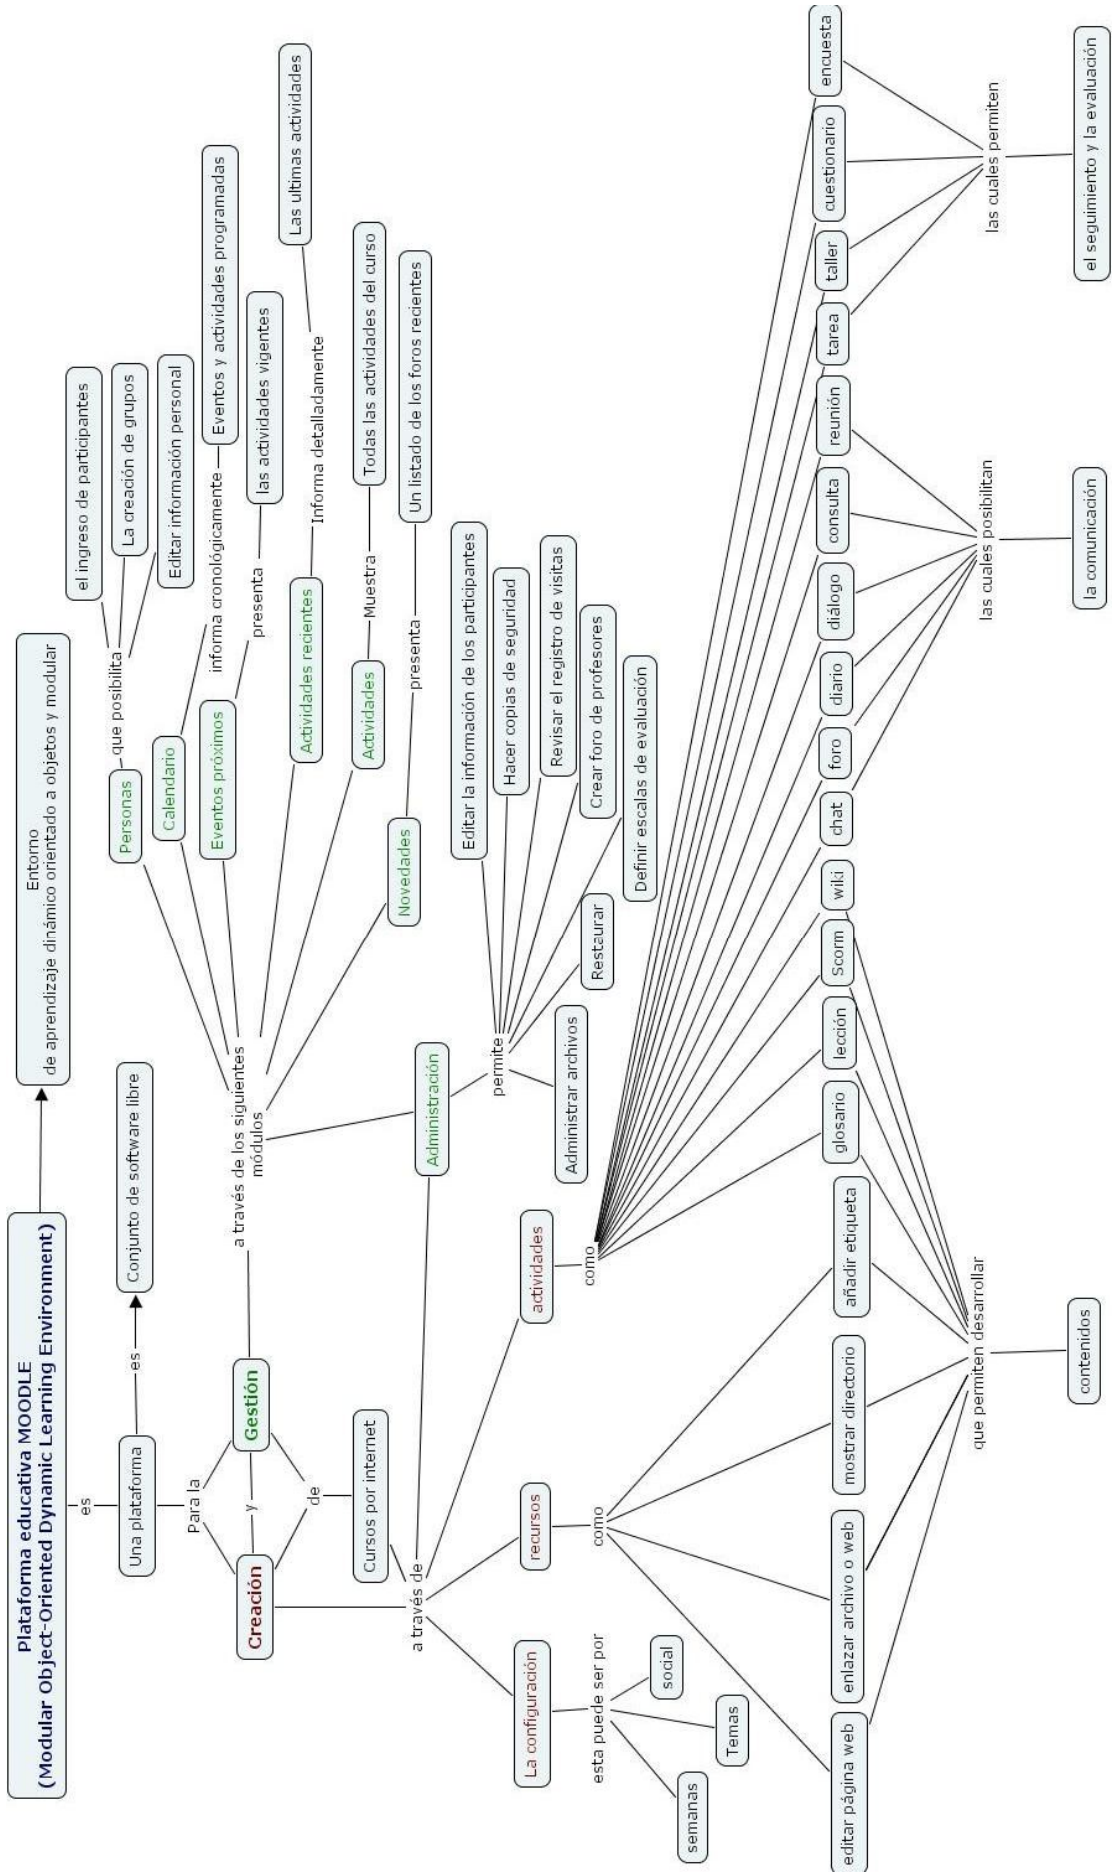 Plataforma educativa MOODLE
(Modular Object-Oriented Dynamic Learning Environment)
Entorno
de aprendizaje dinámico orientado a objetos y modular
es
Una plataforma
es
Conjunto de software libre
Para la
Creación
y
Gestión
de
Cursos por internet
a través de los siguientes
módulos
Personas
que posibilita
el ingreso de participantes
La creación de grupos
Editar información personal
Calendario
informa cronológicamente
Eventos y actividades programadas
Eventos próximos
presenta
las actividades vigentes
Actividades recientes
Informa detalladamente
Las ultimas actividades
Actividades
Muestra
Todas las actividades del curso
Novedades
presenta
Un listado de los foros recientes
Administración
permite
Administrar archivos
Restaurar
Definir escalas de evaluación
Crear foro de profesores
Revisar el registro de visitas
Hacer copias de seguridad
Editar la información de los participantes
a través de
La configuración
esta puede ser por
semanas
Temas
social
recursos
como
editar página web
enlazar archivo o web
mostrar directorio
añadir etiqueta
actividades
como
glosario
lección
Scorm
wiki
chat
foro
diario
diálogo
consulta
reunión
tarea
taller
cuestionario
encuesta
que permiten desarrollar
contenidos
las cuales posibilitan
la comunicación
las cuales permiten
el seguimiento y la evaluación